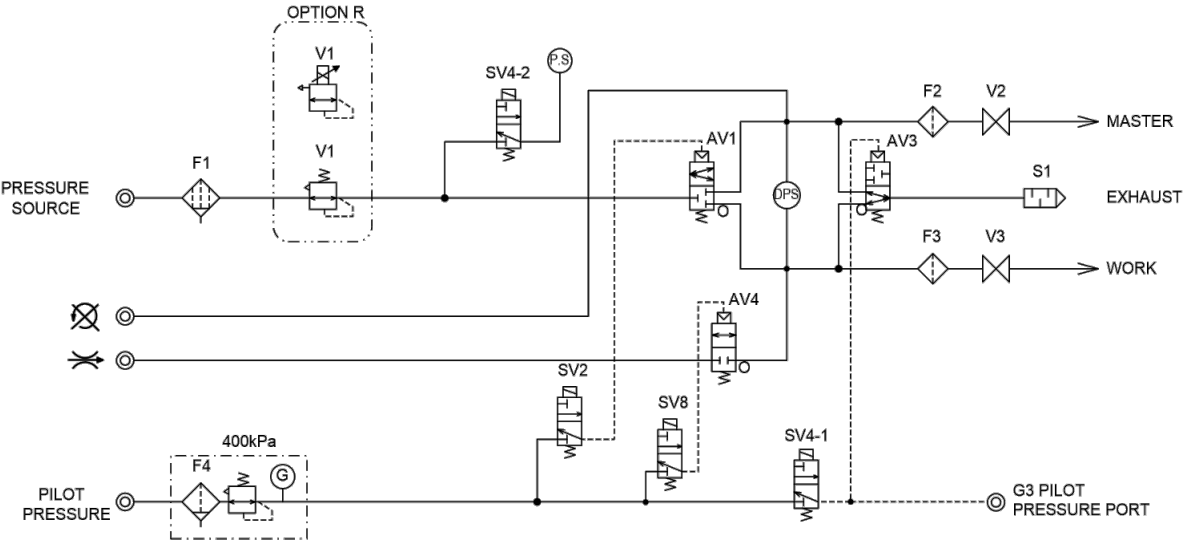 OPTION R
V1
P.S
SV4-2
F2
V2
MASTER
V1
AV1
AV3
F1
S1
PRESSURE
SOURCE
DPS
EXHAUST
F3
V3
WORK
AV4
SV2
SV8
SV4-1
400kPa
F4
G
PILOT
PRESSURE
G3 PILOT
PRESSURE PORT